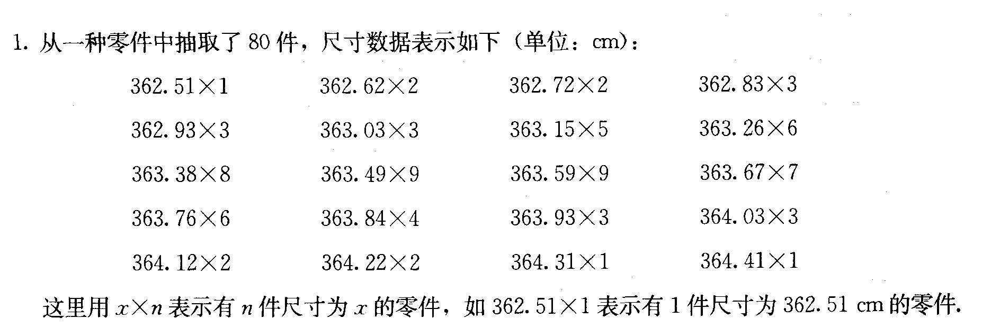 1. 从一种零件中抽取了 80 件，尺寸数据表示如下（单位：cm）：
362.51×1 362.62×2 362.72×2 362.83×3
362.93×3 363.03×3 363.15×5 363.26×6
363.38×8 363.49×9 363.59×9 363.67×7
363.76×6 363.84×4 363.93×3 364.03×3
364.12×2 364.22×2 364.31×1 364.41×1
这里用 x×n 表示有 n 件尺寸为 x 的零件，如 362.51×1 表示有 1 件尺寸为 362.51 cm 的零件.